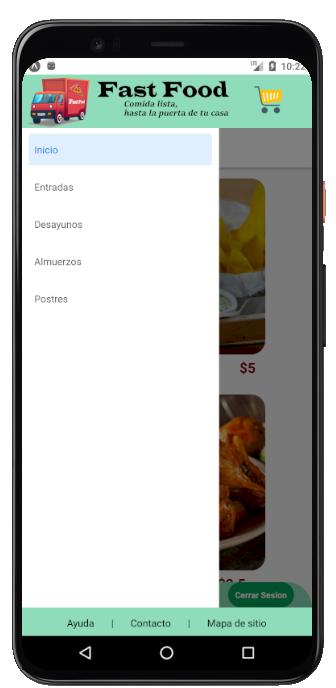 10:22
Fast Food
Comida lista,
hasta la puerta de tu casa
FastFood
Inicio
Entradas
Desayunos
Almuerzos
Postres
$5
Cerrar Sesion
Ayuda | Contacto | Mapa de sitio